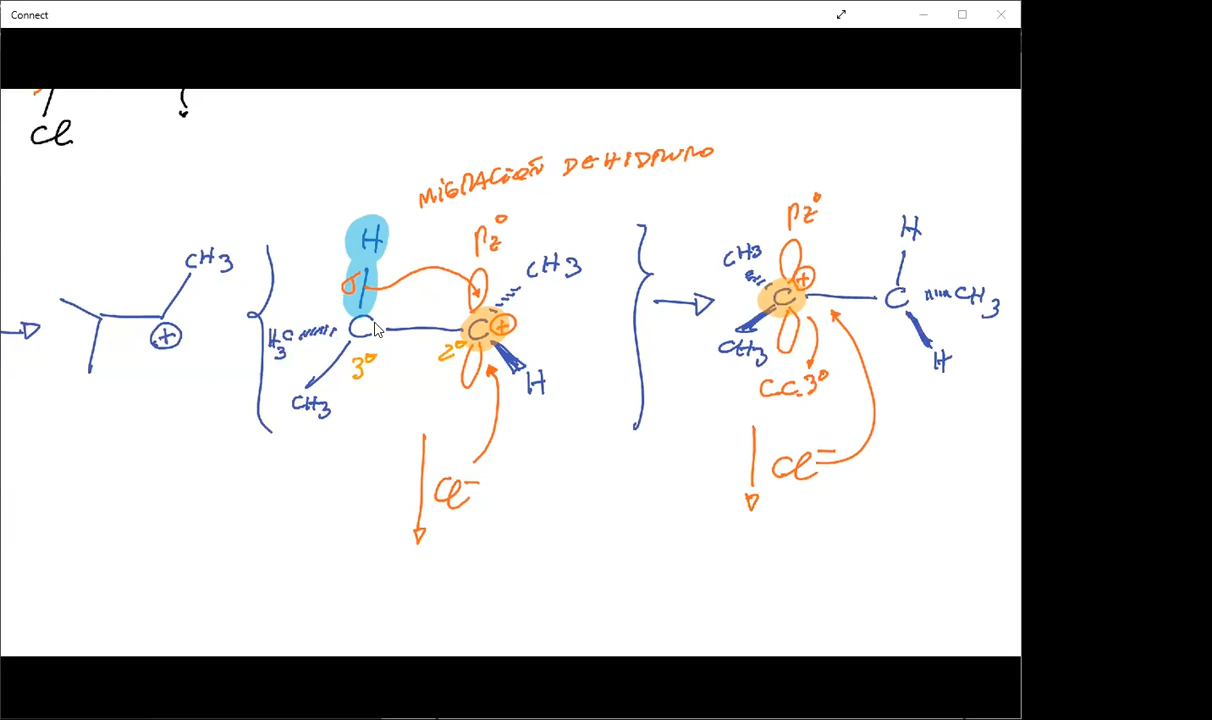 Connect
Cl
MIGRACIÓN DE HIDRURO
CH3
+
H
σ
H3C
C
3°
CH3
Pz°
CH3
2°
C
+
H
Cl⁻
Pz°
CH3
+
C
CH3
C.C.3°
Cl⁻
H
C
CH3
H